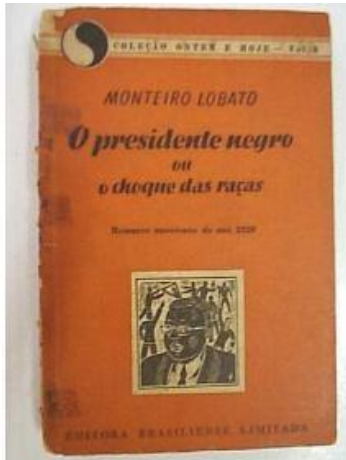 COLEÇÃO ONTEM E HOJE —
MONTEIRO LOBATO
O presidente negro
ou
o choque das raças
Romance americano do ano 2228
EDITORA BRASILIENSE LIMITADA